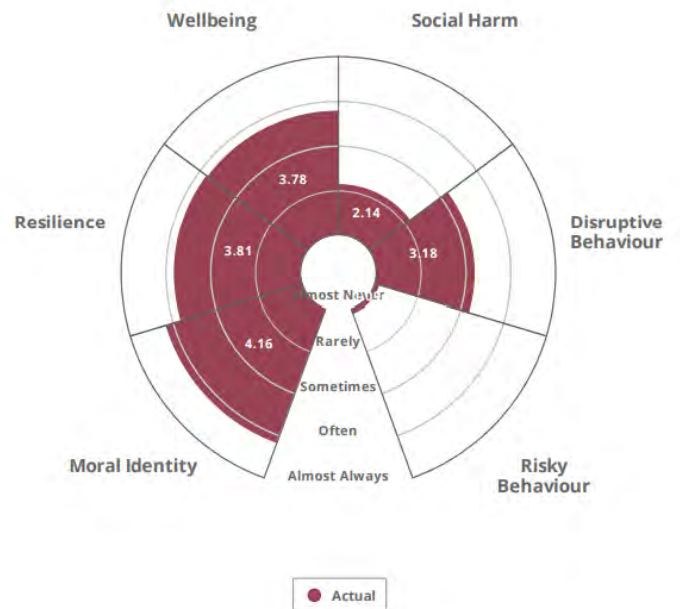 Wellbeing
Social Harm
3.78
2.14
Resilience
3.81
3.18
Disruptive
Behaviour
Almost Never
4.16
Rarely
Sometimes
Often
Moral Identity
Almost Always
Risky
Behaviour
Actual